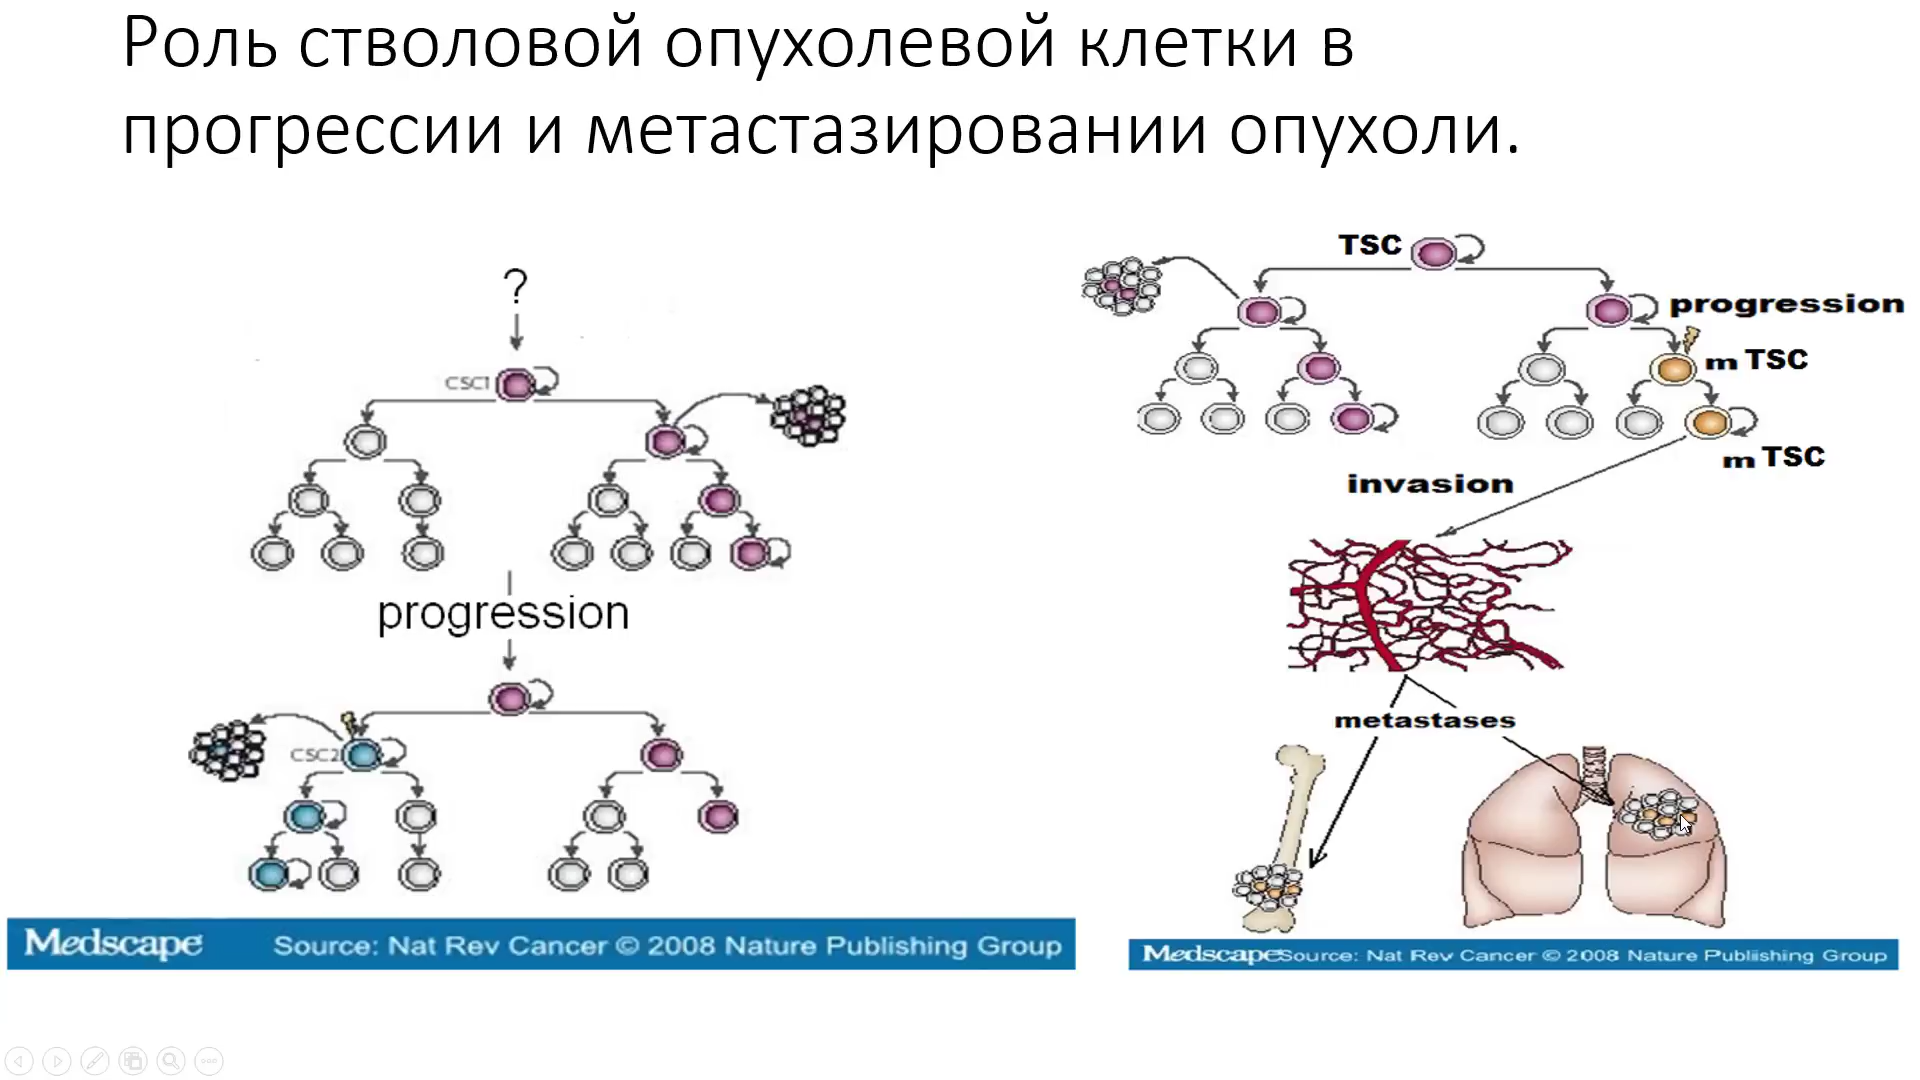 Роль стволовой опухолевой клетки в
прогрессии и метастазировании опухоли.
?
CSC1
progression
CSC2
Medscape
Source: Nat Rev Cancer © 2008 Nature Publishing Group
TSC
progression
m TSC
m TSC
invasion
metastases
Medscape
Source: Nat Rev Cancer © 2008 Nature Publishing Group